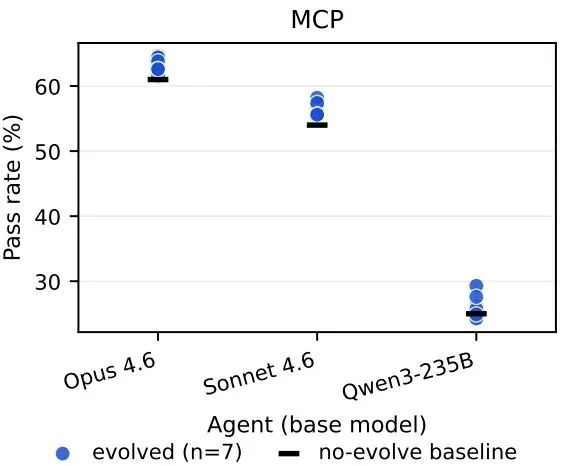 MCP
Pass rate (%)
60
50
40
30
Opus 4.6
Sonnet 4.6
Qwen3-235B
Agent (base model)
evolved (n=7)
no-evolve baseline